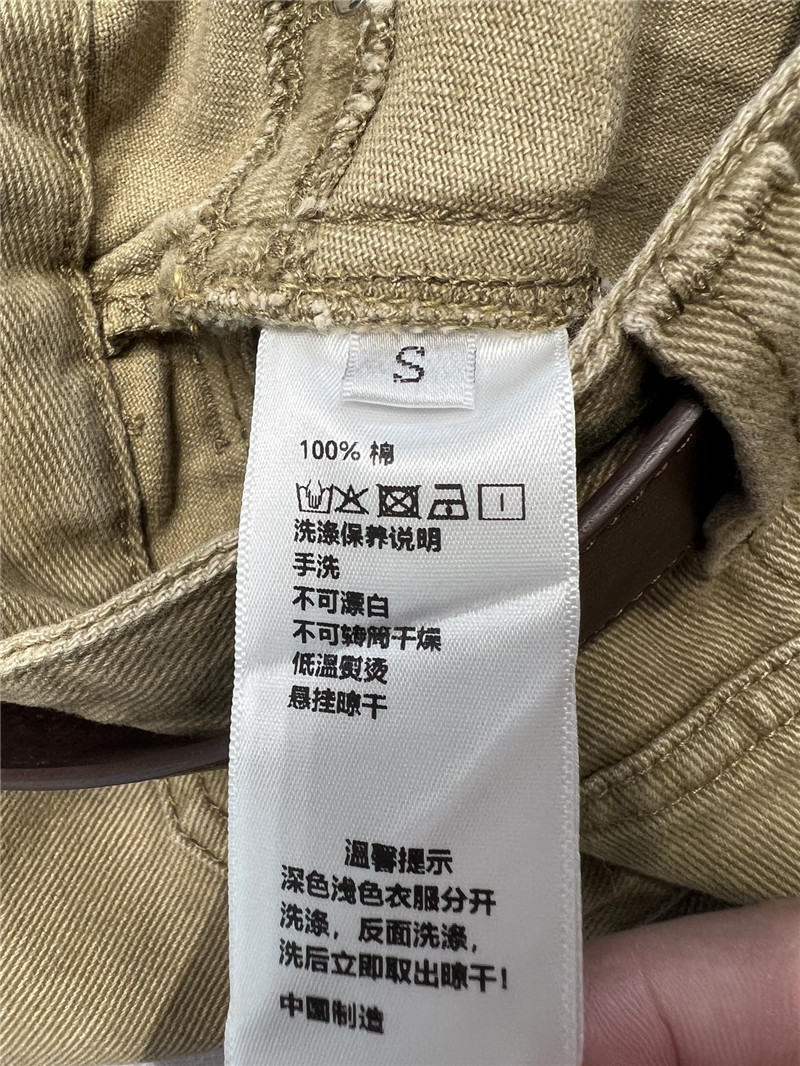 S
100% 棉
洗涤保养说明
手洗
不可漂白
不可转筒干燥
低温熨烫
悬挂晾干
温馨提示
深色浅色衣服分开
洗涤，反面洗涤，
洗后立即取出晾干！
中国制造